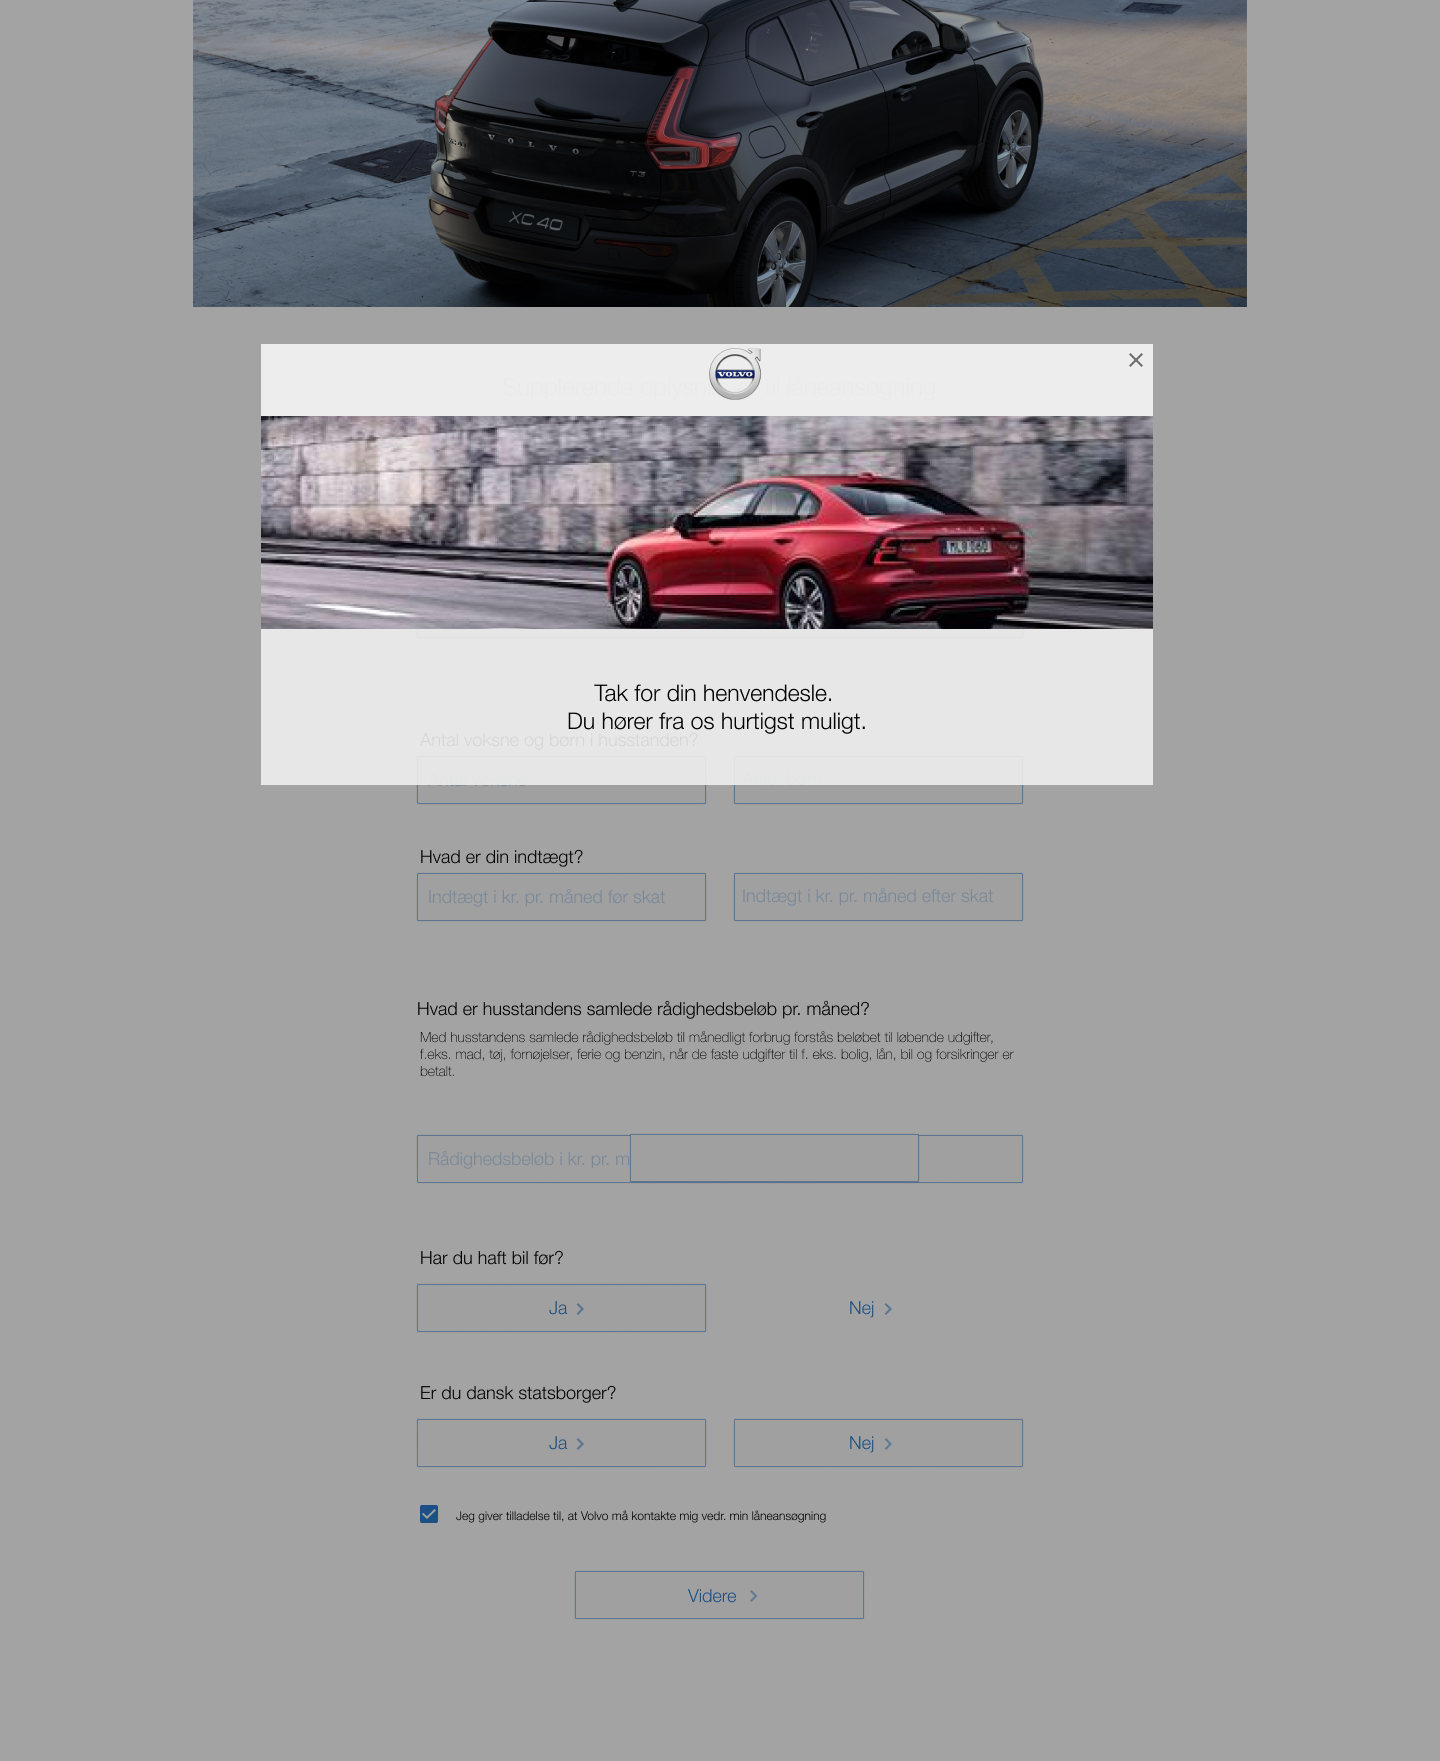 VOLVO
T3
XC40
VOLVO
Tak for din henvendesle.
Du hører fra os hurtigst muligt.
Antal voksne og børn i husstanden?
Hvad er din indtægt?
Indtægt i kr. pr. måned før skat
Indtægt i kr. pr. måned efter skat
Hvad er husstandens samlede rådighedsbeløb pr. måned?
Med husstandens samlede rådighedsbeløb til månedligt forbrug forstås beløbet til løbende udgifter,
f.eks. mad, tøj, fornøjelser, ferie og benzin, når de faste udgifter til f. eks. bolig, lån, bil og forsikringer er
betalt.
Rådighedsbeløb i kr. pr. m
Har du haft bil før?
Ja
Nej
Er du dansk statsborger?
Ja
Nej
Jeg giver tilladelse til, at Volvo må kontakte mig vedr. min låneansøgning
Videre